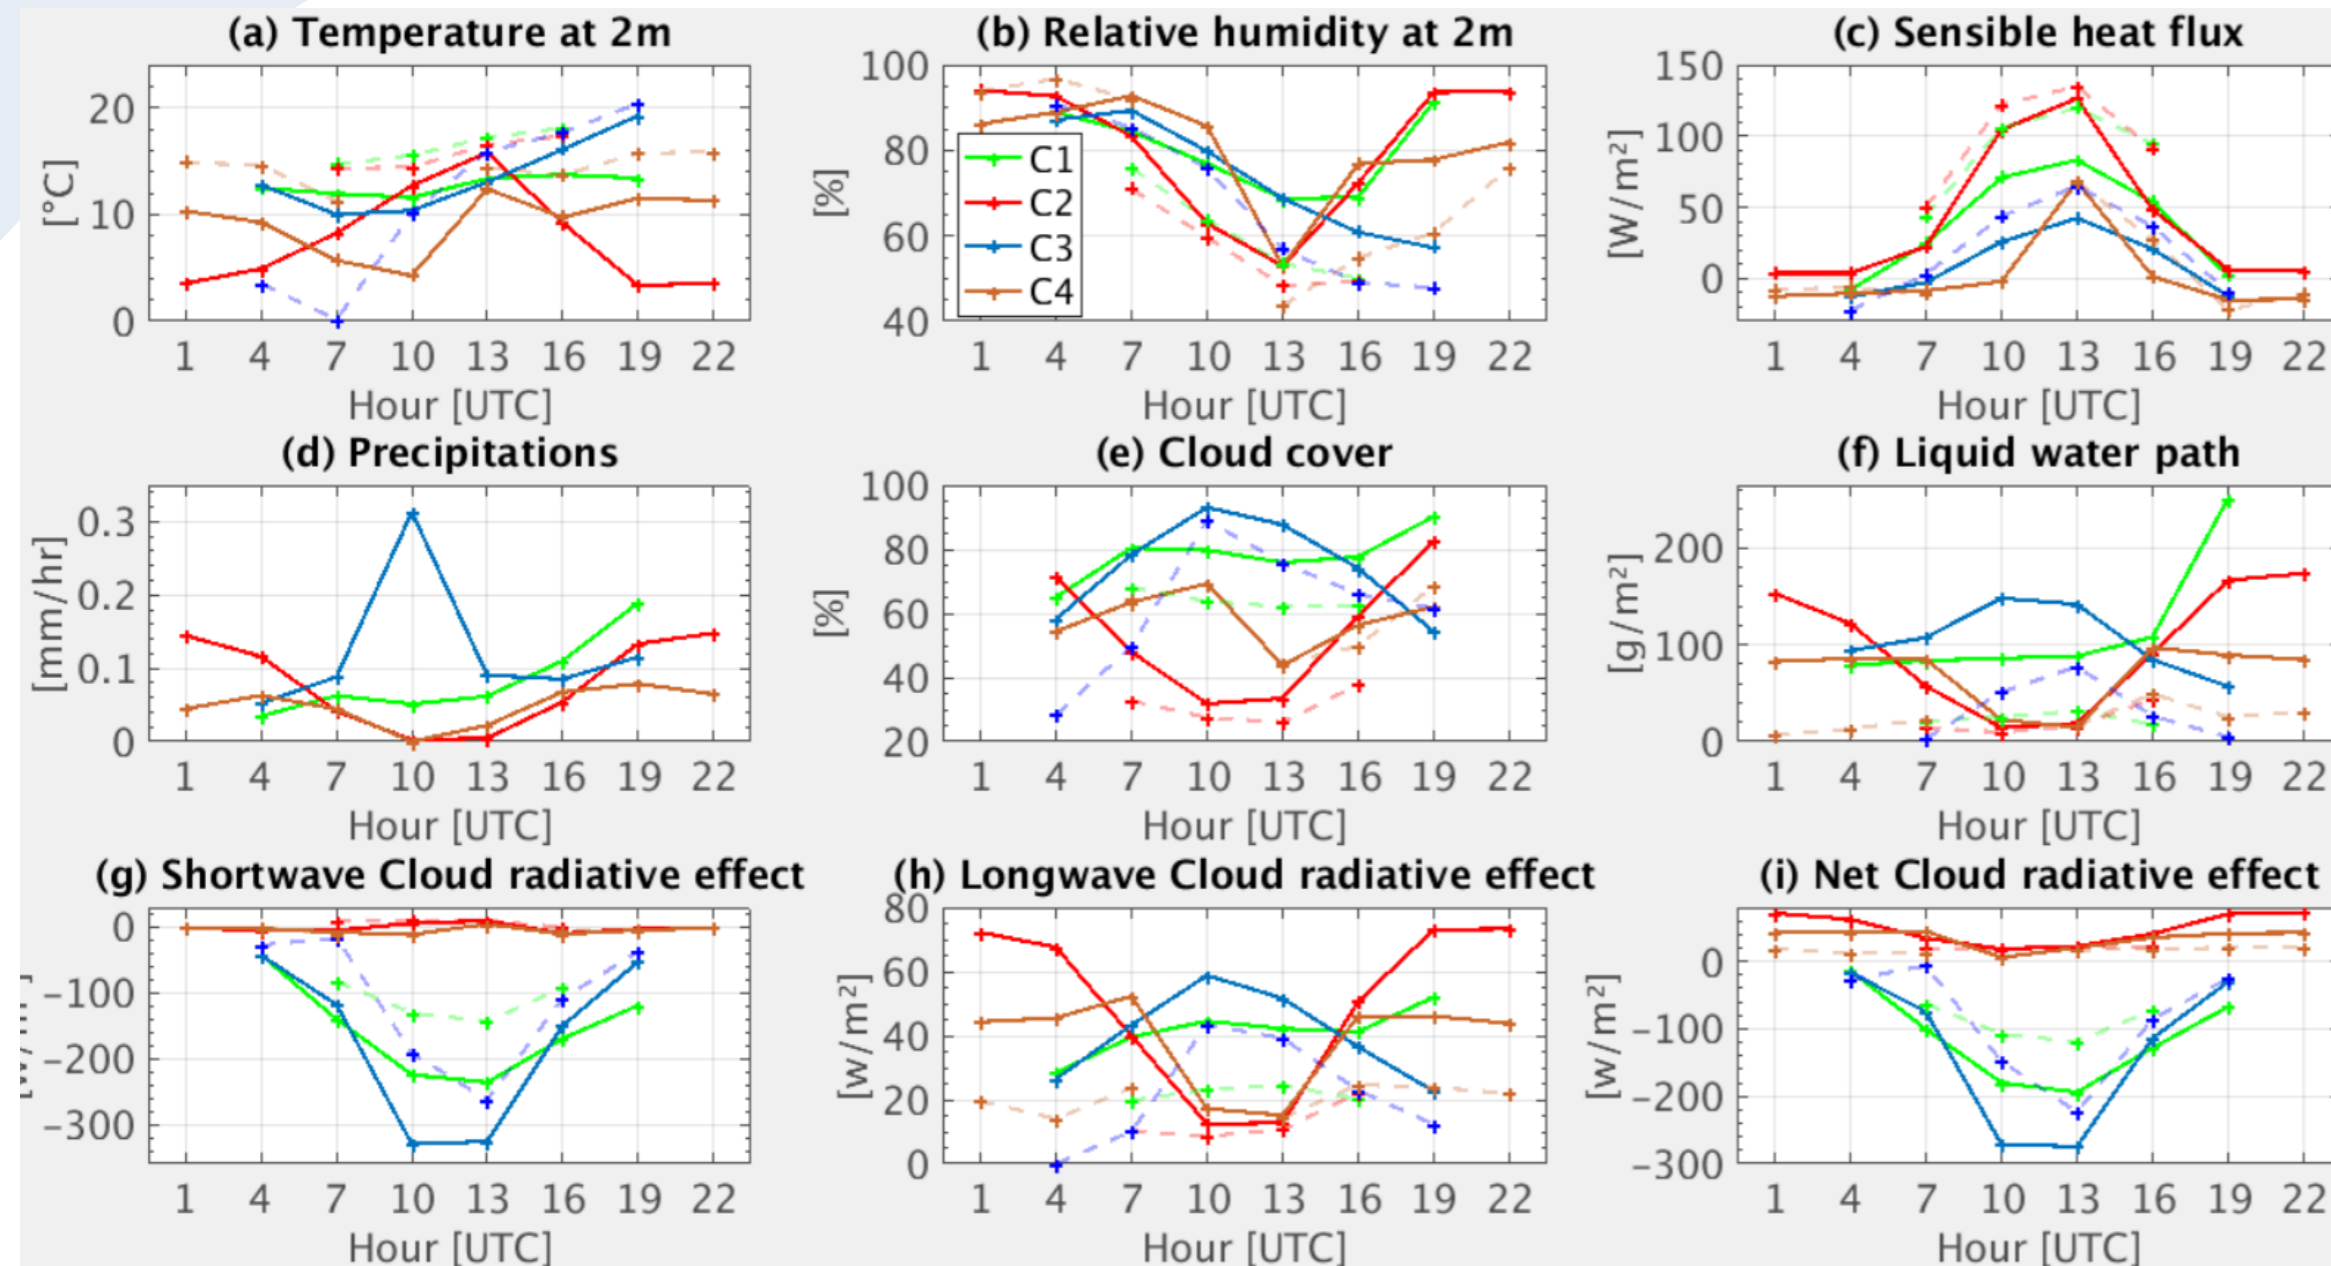 (a) Temperature at 2m
(b) Relative humidity at 2m
(c) Sensible heat flux
[°C]
20
10
0
1 4 7 10 13 16 19 22
Hour [UTC]
[%]
100
80
60
40
C1
C2
C3
C4
1 4 7 10 13 16 19 22
Hour [UTC]
[W/m²]
150
100
50
0
1 4 7 10 13 16 19 22
Hour [UTC]
(d) Precipitations
(e) Cloud cover
(f) Liquid water path
[mm/hr]
0.3
0.2
0.1
0
1 4 7 10 13 16 19 22
Hour [UTC]
[%]
100
80
60
40
20
1 4 7 10 13 16 19 22
Hour [UTC]
[g/m²]
200
100
0
1 4 7 10 13 16 19 22
Hour [UTC]
(g) Shortwave Cloud radiative effect
(h) Longwave Cloud radiative effect
(i) Net Cloud radiative effect
0
−100
−200
−300
1 4 7 10 13 16 19 22
Hour [UTC]
[w/m²]
80
60
40
20
0
1 4 7 10 13 16 19 22
Hour [UTC]
[w/m²]
0
−100
−200
−300
1 4 7 10 13 16 19 22
Hour [UTC]